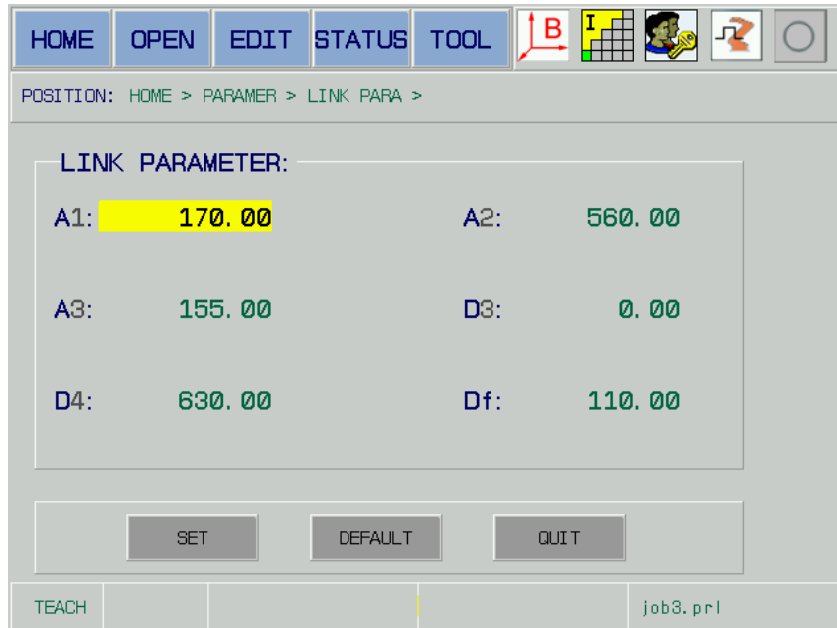 HOME OPEN EDIT STATUS TOOL B I
POSITION: HOME > PARAMER > LINK PARA >
LINK PARAMETER:
A1: 170.00 A2: 560.00
A3: 155.00 D3: 0.00
D4: 630.00 Df: 110.00
SET DEFAULT QUIT
TEACH job3.prl